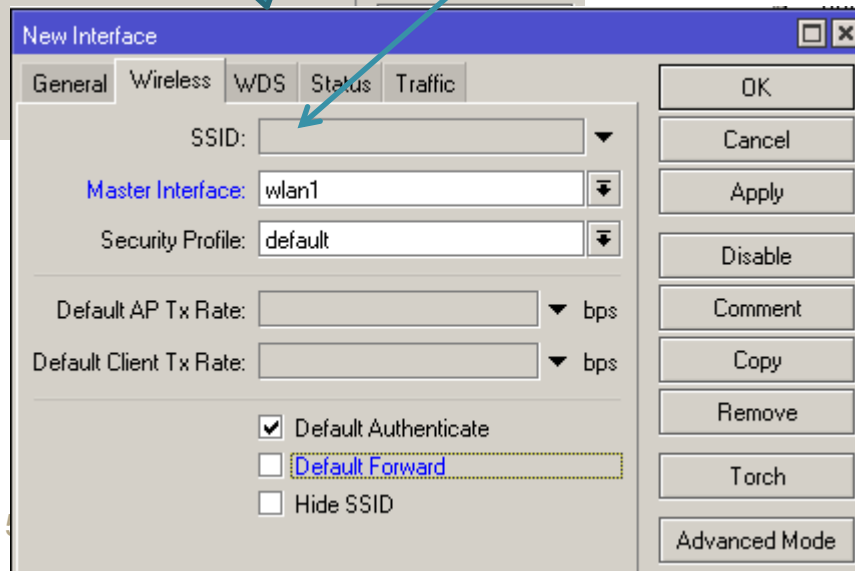 New Interface
General Wireless WDS Status Traffic
OK
SSID:
Cancel
Master Interface: wlan1
Apply
Security Profile: default
Disable
Default AP Tx Rate: bps
Comment
Default Client Tx Rate: bps
Copy
Remove
Default Authenticate
Default Forward
Torch
Hide SSID
Advanced Mode